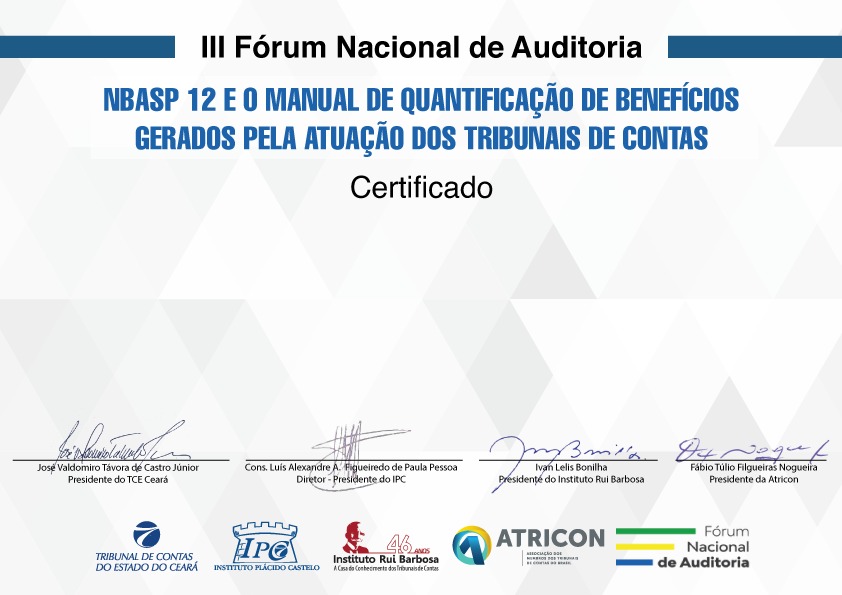 III Fórum Nacional de Auditoria
NBASP 12 E O MANUAL DE QUANTIFICAÇÃO DE BENEFÍCIOS
GERADOS PELA ATUAÇÃO DOS TRIBUNAIS DE CONTAS
Certificado
José Valdomiro Távora de Castro Júnior
Presidente do TCE Ceará
Cons. Luís Alexandre A. Figueiredo de Paula Pessoa
Diretor - Presidente do IPC
Ivan Lelis Bonilha
Presidente do Instituto Rui Barbosa
Fábio Túlio Filgueiras Nogueira
Presidente da Atricon
TRIBUNAL DE CONTAS
DO ESTADO DO CEARÁ
IPC
INSTITUTO PLÁCIDO CASTELO
46 ANOS
Instituto Rui Barbosa
A Casa do Conhecimento dos Tribunais de Contas
ATRICON
ASSOCIAÇÃO DOS
MEMBROS DOS TRIBUNAIS
DE CONTAS DO BRASIL
Fórum
Nacional
de Auditoria